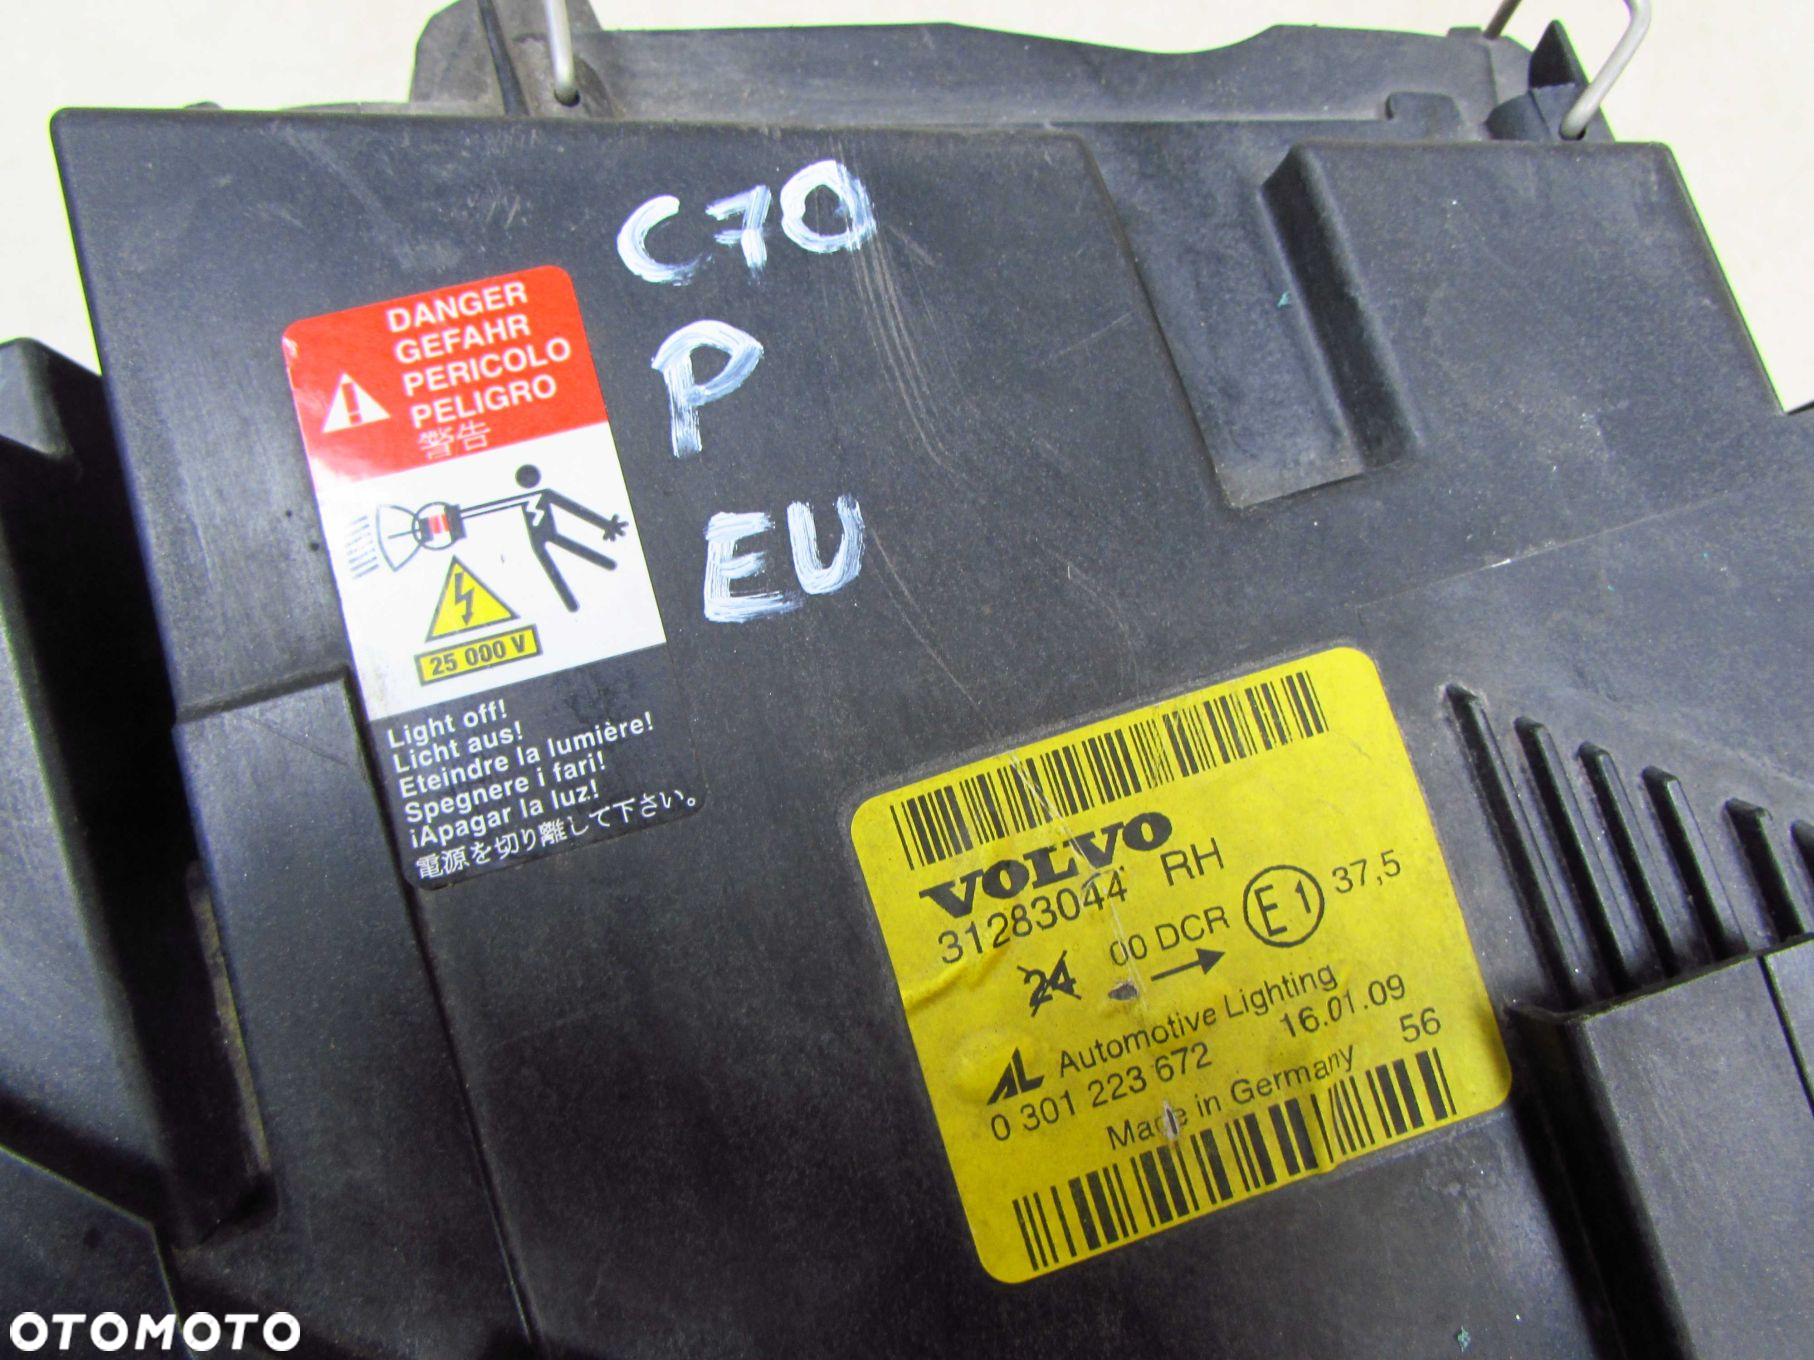 C70
P
EU
DANGER
GEFAHR
PERICOLO
PELIGRO
警告
25 000 V
Light off!
Licht aus!
Eteindre la lumière!
Spegnere i fari!
¡Apagar la luz!
電源を切り離して下さい。
VOLVO
31283044 RH
24 00 DCR E1 37,5
AL Automotive Lighting
0 301 223 672 16.01.09
Made in Germany 56
OTOMOTO